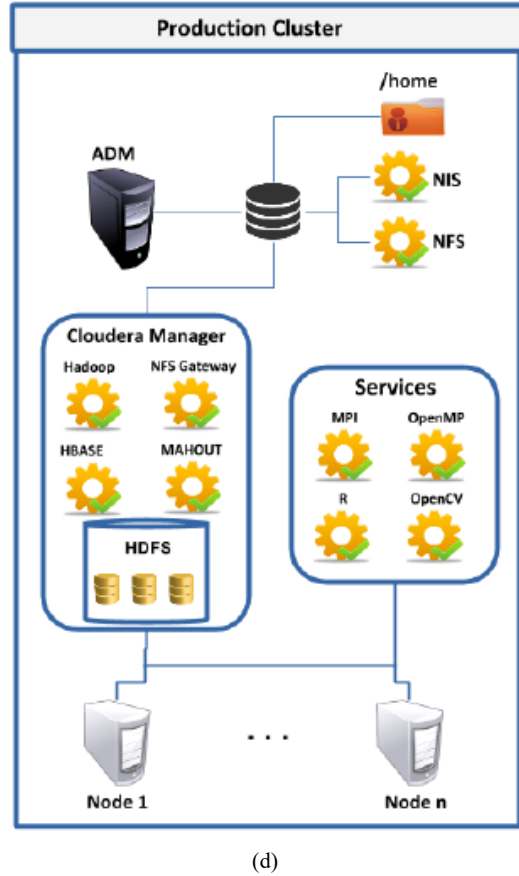 Production Cluster
/home
ADM
NIS
NFS
Cloudera Manager
Hadoop NFS Gateway
HBASE MAHOUT
HDFS
Services
MPI OpenMP
R OpenCV
Node 1 . . . Node n
(d)